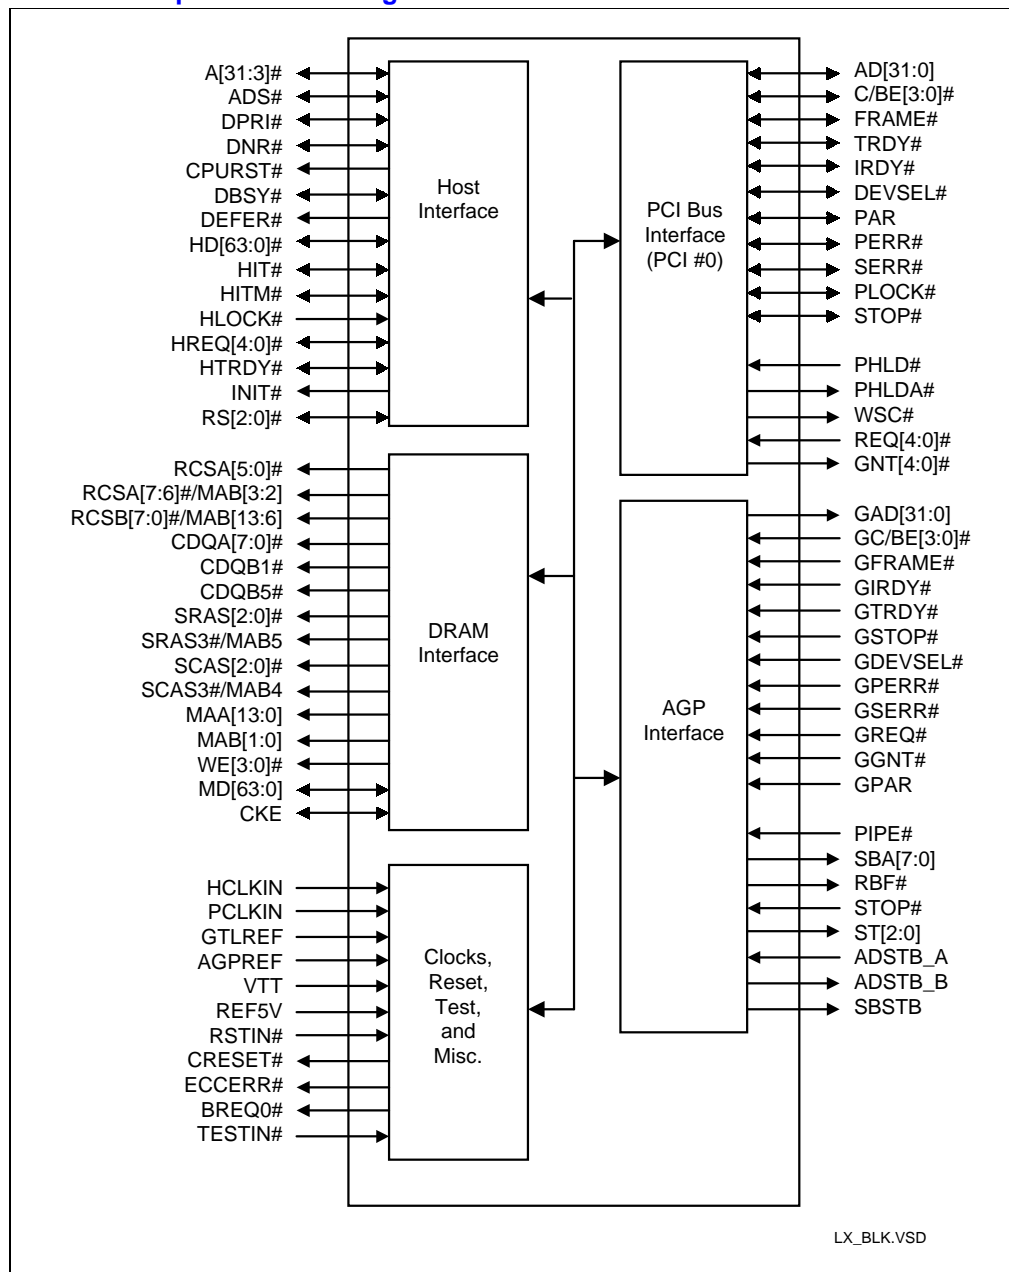 A[31:3]#
ADS#
DPRI#
DNR#
CPURST#
DBSY#
DEFER#
HD[63:0]#
HIT#
HITM#
HLOCK#
HREQ[4:0]#
HTRDY#
INIT#
RS[2:0]#
Host
Interface
RCSA[5:0]#
RCSA[7:6]#/MAB[3:2]
RCSB[7:0]#/MAB[13:6]
CDQA[7:0]#
CDQB1#
CDQB5#
SRAS[2:0]#
SRAS3#/MAB5
SCAS[2:0]#
SCAS3#/MAB4
MAA[13:0]
MAB[1:0]
WE[3:0]#
MD[63:0]
CKE
DRAM
Interface
HCLKIN
PCLKIN
GTLREF
AGPREF
VTT
REF5V
RSTIN#
CRESET#
ECCERR#
BREQ0#
TESTIN#
Clocks,
Reset,
Test,
and
Misc.
PCI Bus
Interface
(PCI #0)
AD[31:0]
C/BE[3:0]#
FRAME#
TRDY#
IRDY#
DEVSEL#
PAR
PERR#
SERR#
PLOCK#
STOP#
PHLD#
PHLDA#
WSC#
REQ[4:0]#
GNT[4:0]#
AGP
Interface
GAD[31:0]
GC/BE[3:0]#
GFRAME#
GIRDY#
GTRDY#
GSTOP#
GDEVSEL#
GPERR#
GSERR#
GREQ#
GGNT#
GPAR
PIPE#
SBA[7:0]
RBF#
STOP#
ST[2:0]
ADSTB_A
ADSTB_B
SBSTB
LX_BLK.VSD